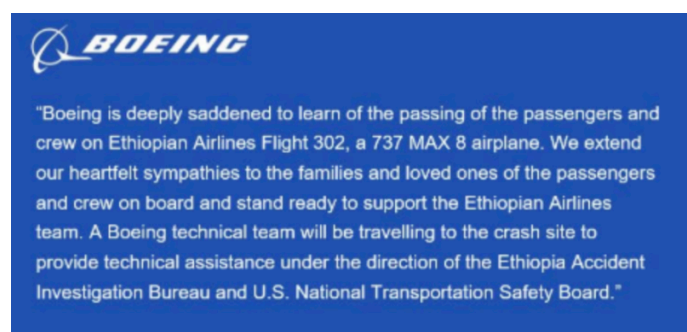 BOEING
"Boeing is deeply saddened to learn of the passing of the passengers and
crew on Ethiopian Airlines Flight 302, a 737 MAX 8 airplane. We extend
our heartfelt sympathies to the families and loved ones of the passengers
and crew on board and stand ready to support the Ethiopian Airlines
team. A Boeing technical team will be travelling to the crash site to
provide technical assistance under the direction of the Ethiopia Accident
Investigation Bureau and U.S. National Transportation Safety Board."